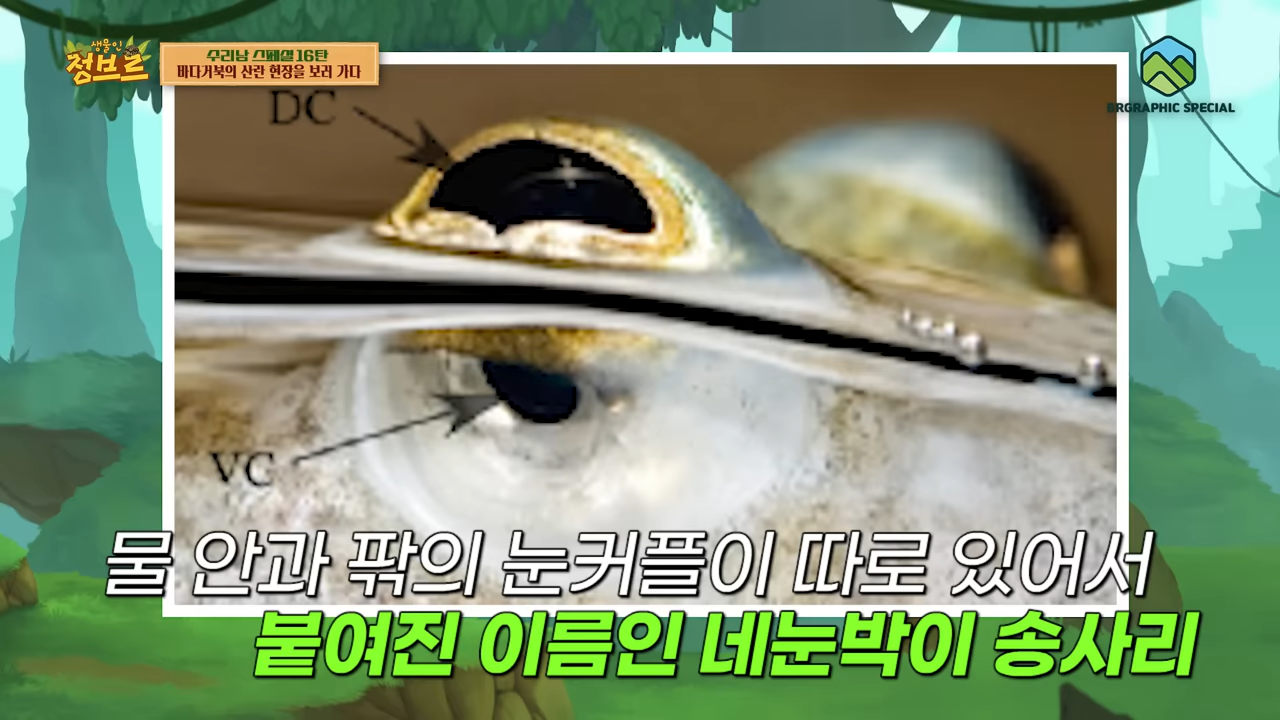 생물인
정브르
수리남 스페셜 16탄
바다거북의 산란 현장을 보러 가다
BRGRAPHIC SPECIAL
DC
VC
물 안과 팎의 눈커플이 따로 있어서
붙여진 이름인 네눈박이 송사리